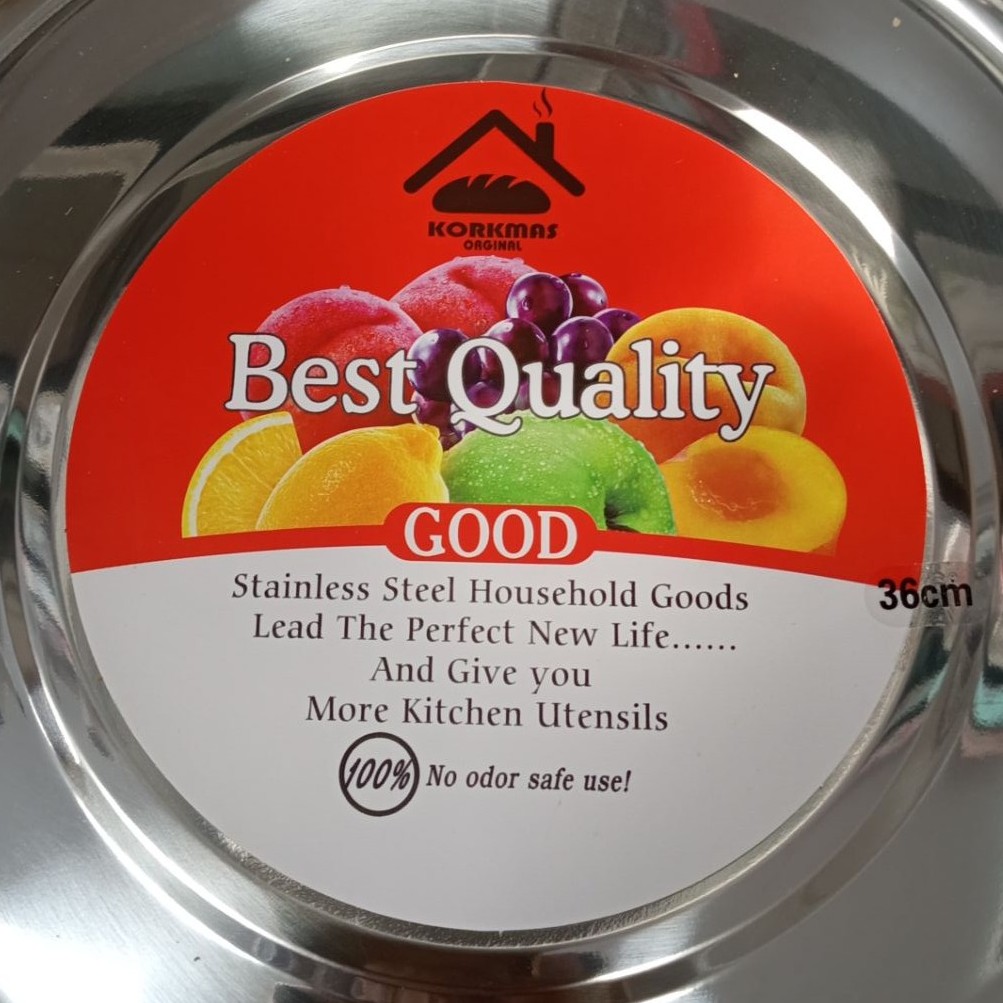 KORKMAS
ORGINAL
Best Quality
GOOD
Stainless Steel Household Goods
36cm
Lead The Perfect New Life......
And Give you
More Kitchen Utensils
100% No odor safe use!